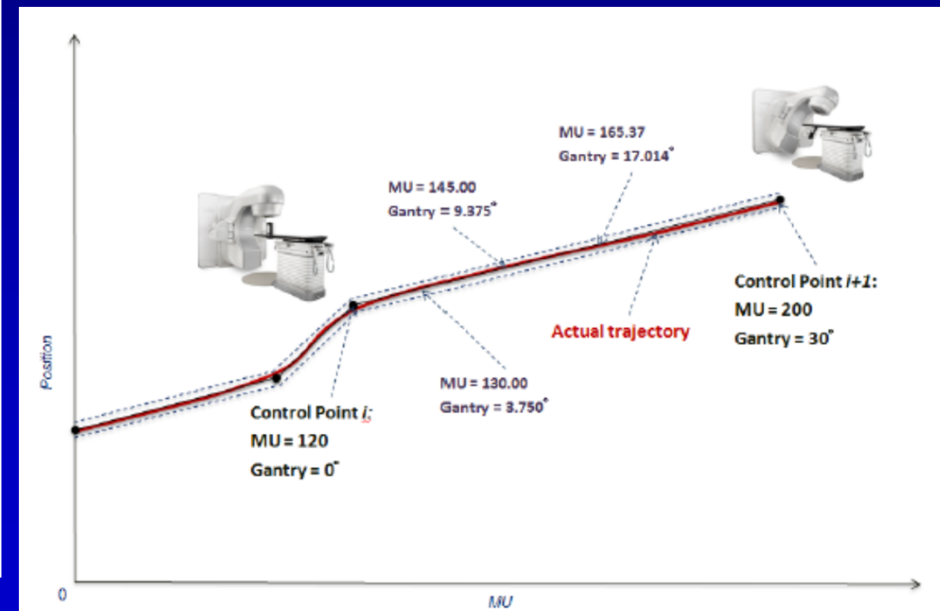 MU = 165.37
Gantry = 17.014°
MU = 145.00
Gantry = 9.375°
Control Point i+1:
MU = 200
Gantry = 30°
Actual trajectory
Position
MU = 130.00
Gantry = 3.750°
Control Point i:
MU = 120
Gantry = 0°
0
MU